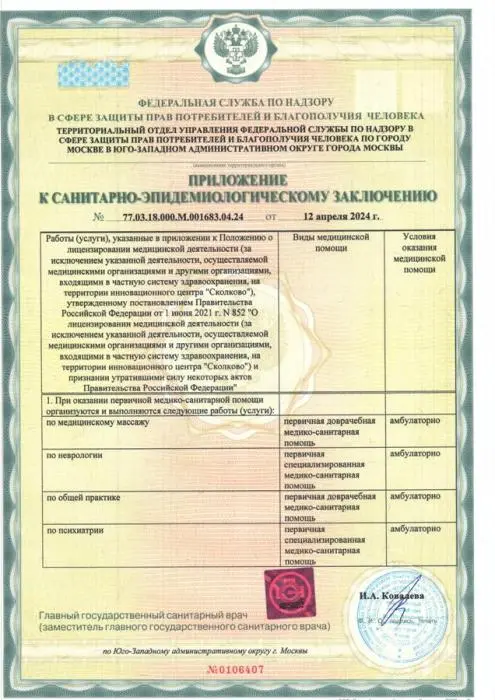 ФЕДЕРАЛЬНАЯ СЛУЖБА ПО НАДЗОРУ
В СФЕРЕ ЗАЩИТЫ ПРАВ ПОТРЕБИТЕЛЕЙ И БЛАГОПОЛУЧИЯ ЧЕЛОВЕКА
ТЕРРИТОРИАЛЬНЫЙ ОТДЕЛ УПРАВЛЕНИЯ ФЕДЕРАЛЬНОЙ СЛУЖБЫ ПО НАДЗОРУ В
СФЕРЕ ЗАЩИТЫ ПРАВ ПОТРЕБИТЕЛЕЙ И БЛАГОПОЛУЧИЯ ЧЕЛОВЕКА ПО ГОРОДУ
МОСКВЕ В ЮГО-ЗАПАДНОМ АДМИНИСТРАТИВНОМ ОКРУГЕ ГОРОДА МОСКВЫ
(наименование территориального органа)
ПРИЛОЖЕНИЕ
К САНИТАРНО-ЭПИДЕМИОЛОГИЧЕСКОМУ ЗАКЛЮЧЕНИЮ
№ 77.03.18.000.М.001683.04.24 от 12 апреля 2024 г.
Работы (услуги), указанные в приложении к Положению о
лицензировании медицинской деятельности (за
исключением указанной деятельности, осуществляемой
медицинскими организациями и другими организациями,
входящими в частную систему здравоохранения, на
территории инновационного центра "Сколково"),
утвержденному постановлением Правительства
Российской Федерации от 1 июня 2021 г. N 852 "О
лицензировании медицинской деятельности (за
исключением указанной деятельности, осуществляемой
медицинскими организациями и другими организациями,
входящими в частную систему здравоохранения, на
территории инновационного центра "Сколково") и
признании утратившими силу некоторых актов
Правительства Российской Федерации"
Виды медицинской
помощи
Условия
оказания
медицинской
помощи
1. При оказании первичной медико-санитарной помощи
организуются и выполняются следующие работы (услуги):
по медицинскому массажу
первичная доврачебная
медико-санитарная
помощь
амбулаторно
по неврологии
первичная
специализированная
медико-санитарная
помощь
амбулаторно
по общей практике
первичная доврачебная
медико-санитарная
помощь
амбулаторно
по психиатрии
первичная
специализированная
медико-санитарная
помощь
амбулаторно
И.А. Ковалева
Ф. И. О., подпись, печать
Главный государственный санитарный врач
(заместитель главного государственного санитарного врача)
по Юго-Западному административному округу г. Москвы
№0106407